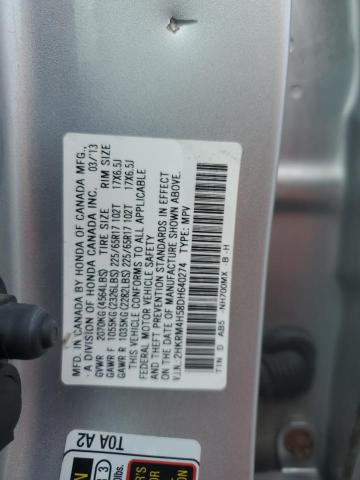 MFD. IN CANADA BY HONDA OF CANADA MFG.,
- A DIVISION OF HONDA CANADA INC. 03/13
GVWR 2070KG (4564LBS) TIRE SIZE RIM SIZE
GAWR F 1055KG (2326LBS) 225/65R17 102T 17X6.5J
GAWR R 1035KG (2282LBS) 225/65R17 102T 17X6.5J
THIS VEHICLE CONFORMS TO ALL APPLICABLE
FEDERAL MOTOR VEHICLE SAFETY
AND THEFT PREVENTION STANDARDS IN EFFECT
ON THE DATE OF MANUFACTURE SHOWN ABOVE.
V.I.N.: 2HKRM4H58DH640274 TYPE: MPV
TIN D AB5 NH700MX B-H
T0A A2